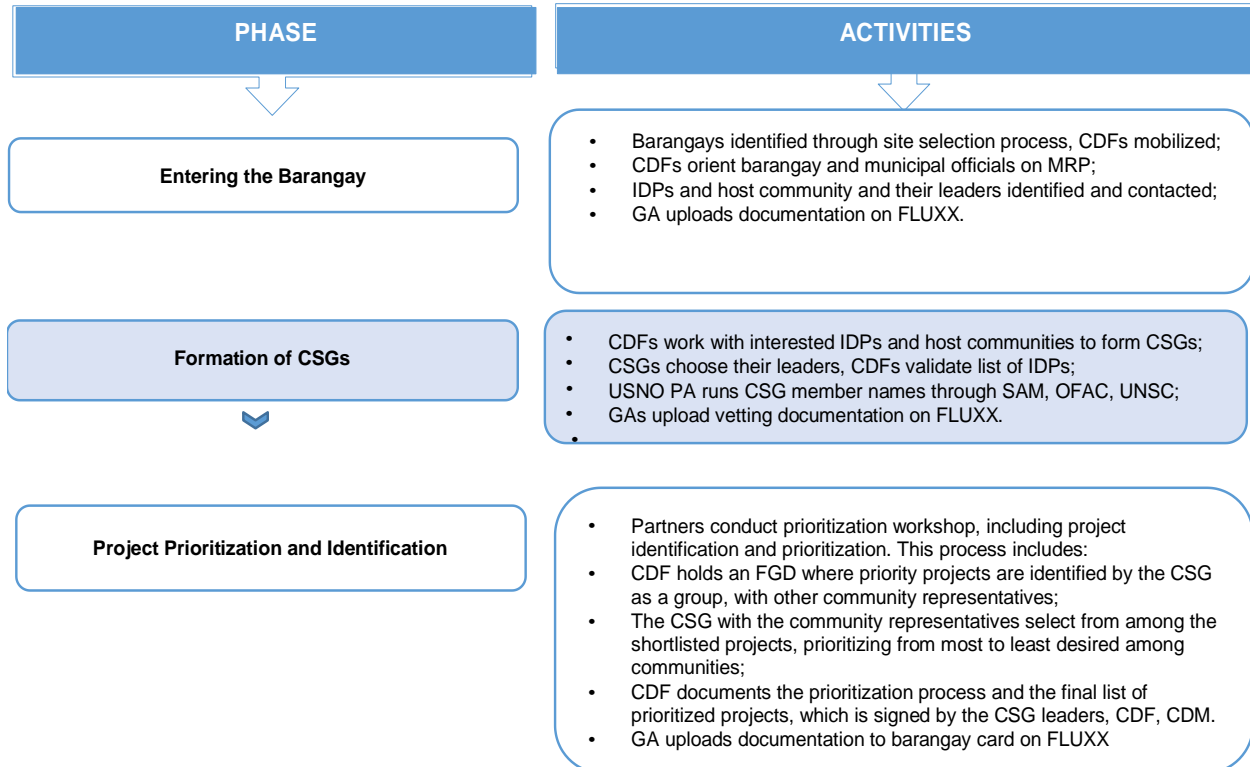 PHASE
ACTIVITIES
Entering the Barangay
• Barangays identified through site selection process, CDFs mobilized;
• CDFs orient barangay and municipal officials on MRP;
• IDPs and host community and their leaders identified and contacted;
• GA uploads documentation on FLUXX.
Formation of CSGs
• CDFs work with interested IDPs and host communities to form CSGs;
• CSGs choose their leaders, CDFs validate list of IDPs;
• USNO PA runs CSG member names through SAM, OFAC, UNSC;
• GAs upload vetting documentation on FLUXX.
•
Project Prioritization and Identification
• Partners conduct prioritization workshop, including project
identification and prioritization. This process includes:
• CDF holds an FGD where priority projects are identified by the CSG
as a group, with other community representatives;
• The CSG with the community representatives select from among the
shortlisted projects, prioritizing from most to least desired among
communities;
• CDF documents the prioritization process and the final list of
prioritized projects, which is signed by the CSG leaders, CDF, CDM.
• GA uploads documentation to barangay card on FLUXX